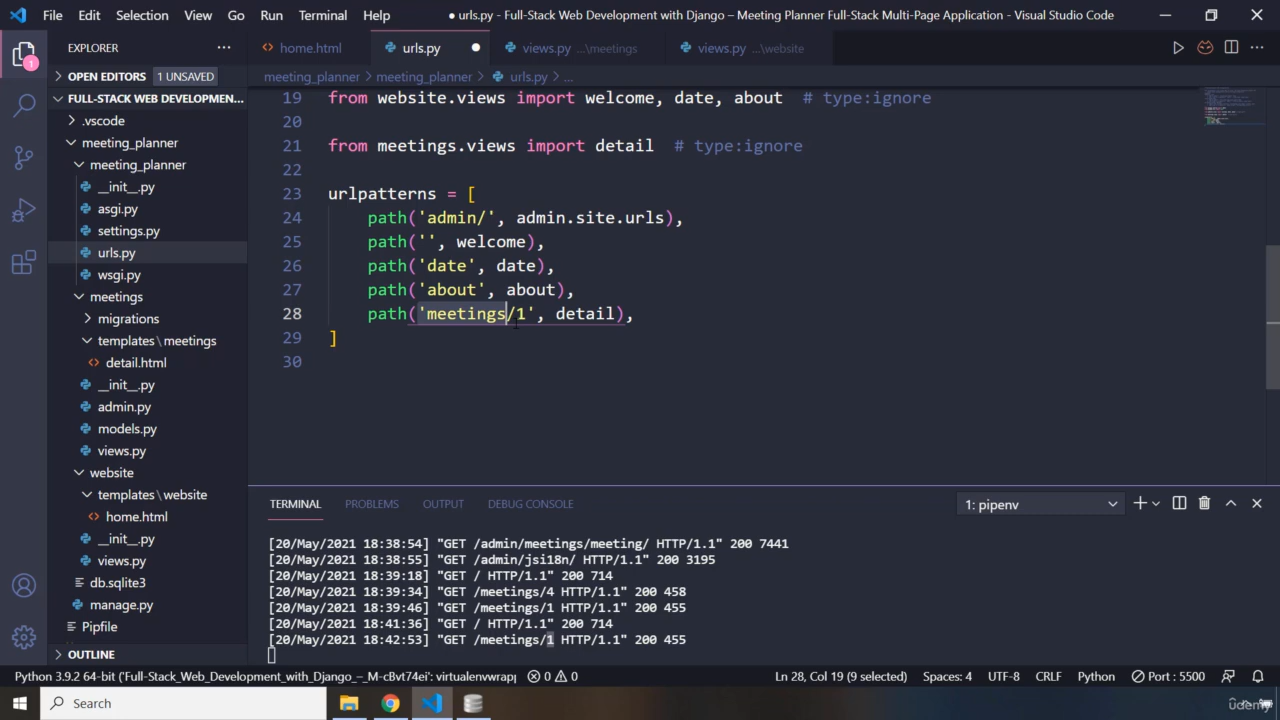 File Edit Selection View Go Run Terminal Help ● urls.py - Full-Stack Web Development with Django – Meeting Planner Full-Stack Multi-Page Application - Visual Studio Code
EXPLORER ...
home.html urls.py ● views.py ...\meetings views.py ...\website
OPEN EDITORS 1 UNSAVED
meeting_planner > meeting_planner > urls.py > ...
FULL-STACK WEB DEVELOPMEN...
.vscode
meeting_planner
meeting_planner
__init__.py
asgi.py
settings.py
urls.py
wsgi.py
meetings
migrations
templates\meetings
detail.html
__init__.py
admin.py
models.py
views.py
website
templates\website
home.html
__init__.py
views.py
db.sqlite3
manage.py
Pipfile
OUTLINE
19 from website.views import welcome, date, about # type:ignore
20
21 from meetings.views import detail # type:ignore
22
23 urlpatterns = [
24 path('admin/', admin.site.urls),
25 path('', welcome),
26 path('date', date),
27 path('about', about),
28 path('meetings/1', detail),
29 ]
30
TERMINAL PROBLEMS OUTPUT DEBUG CONSOLE 1: pipenv
[20/May/2021 18:38:54] "GET /admin/meetings/meeting/ HTTP/1.1" 200 7441
[20/May/2021 18:38:55] "GET /admin/jsi18n/ HTTP/1.1" 200 3195
[20/May/2021 18:39:18] "GET / HTTP/1.1" 200 714
[20/May/2021 18:39:34] "GET /meetings/4 HTTP/1.1" 200 458
[20/May/2021 18:39:46] "GET /meetings/1 HTTP/1.1" 200 455
[20/May/2021 18:41:36] "GET / HTTP/1.1" 200 714
[20/May/2021 18:42:53] "GET /meetings/1 HTTP/1.1" 200 455
Python 3.9.2 64-bit ('Full-Stack_Web_Development_with_Django_–_M-cBvt74ei': virtualenvwrapp 0 0 Ln 28, Col 19 (9 selected) Spaces: 4 UTF-8 CRLF Python Port : 5500
Search
udemy